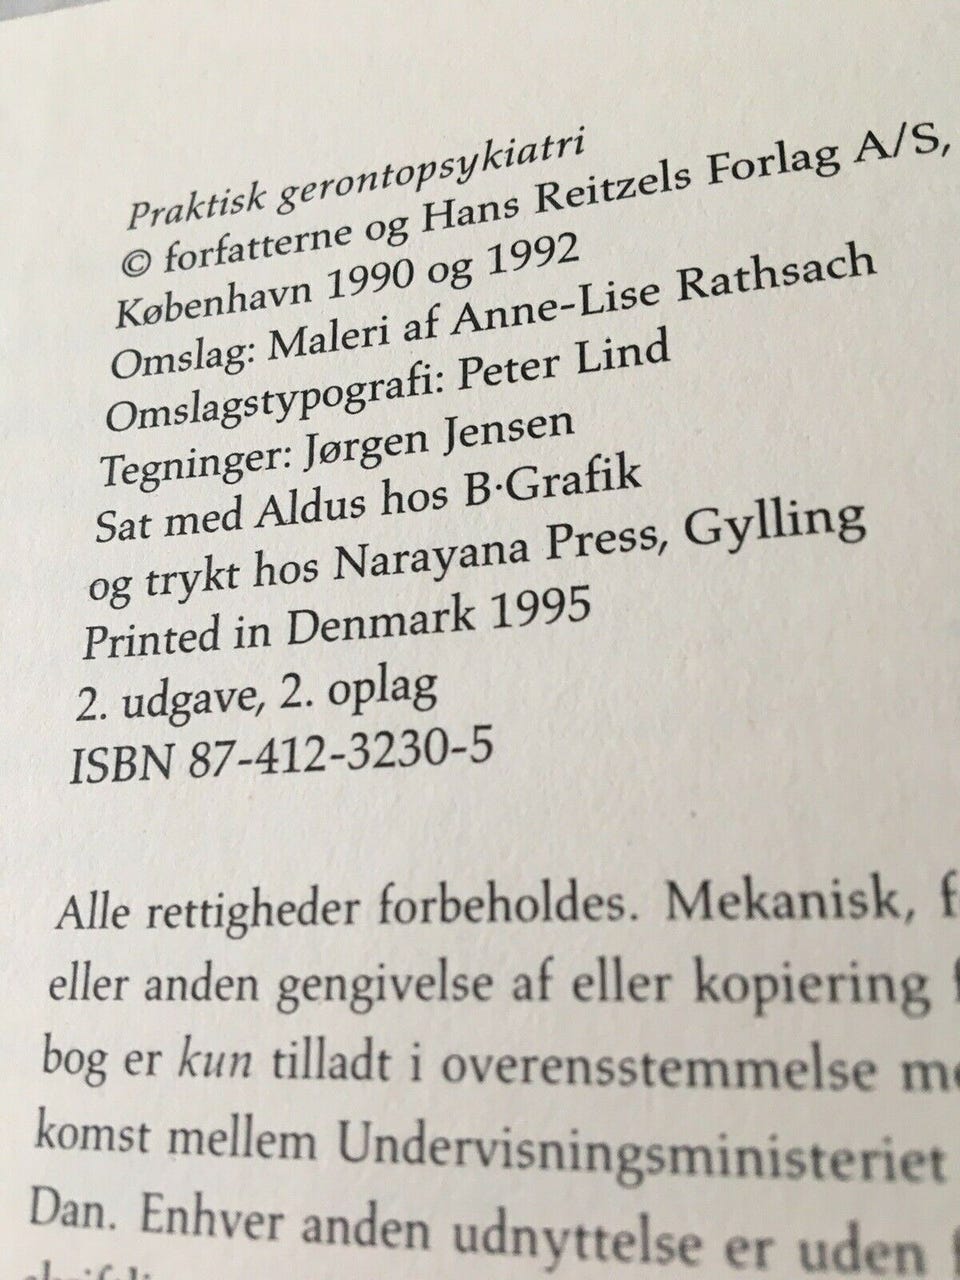 Praktisk gerontopsykiatri
© forfatterne og Hans Reitzels Forlag A/S,
København 1990 og 1992
Omslag: Maleri af Anne-Lise Rathsach
Omslagstypografi: Peter Lind
Tegninger: Jørgen Jensen
Sat med Aldus hos B·Grafik
og trykt hos Narayana Press, Gylling
Printed in Denmark 1995
2. udgave, 2. oplag
ISBN 87-412-3230-5
Alle rettigheder forbeholdes. Mekanisk,
eller anden gengivelse af eller kopiering
bog er kun tilladt i overensstemmelse
komst mellem Undervisningsministeriet
Dan. Enhver anden udnyttelse er uden